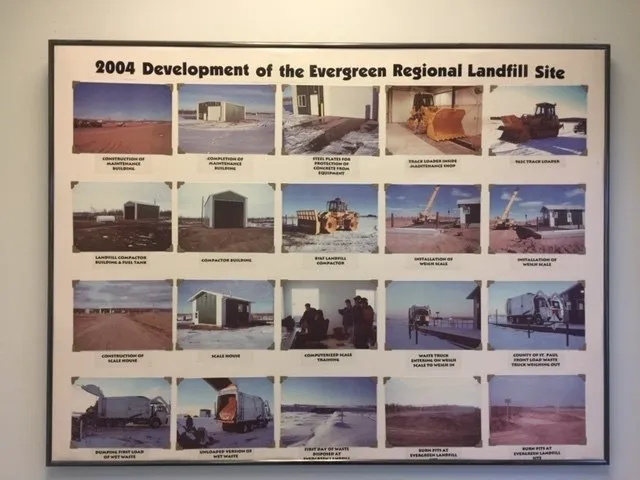 2004 Development of the Evergreen Regional Landfill Site
CONSTRUCTION OF
MAINTENANCE
BUILDING
COMPLETION OF
MAINTENANCE
BUILDING
STEEL PLATES FOR
PROTECTION OF
CONCRETE FROM
EQUIPMENT
TRACK LOADER INSIDE
MAINTENANCE SHOP
TRACK LOADER
LANDFILL COMPACTOR
BUILDING & FUEL TANK
COMPACTOR BUILDING
LANDFILL
COMPACTOR
INSTALLATION OF
WEIGH SCALE
INSTALLATION OF
WEIGH SCALE
CONSTRUCTION OF
SCALE HOUSE
SCALE HOUSE
COMPUTERIZED SCALE
TRAINING
WASTE TRUCK
ENTERING ON WEIGH
SCALE TO WEIGH IN
COUNTY OF ST. PAUL
FRONT LOAD WASTE
TRUCK WEIGHING OUT
DUMPING FIRST LOAD
OF WET WASTE
UNLOADED VERSION OF
WET WASTE
FIRST DAY OF WASTE
DISPOSED AT
EVERGREEN LANDFILL
BURN PITS AT
EVERGREEN LANDFILL
BURN PITS AT
EVERGREEN LANDFILL
SITE